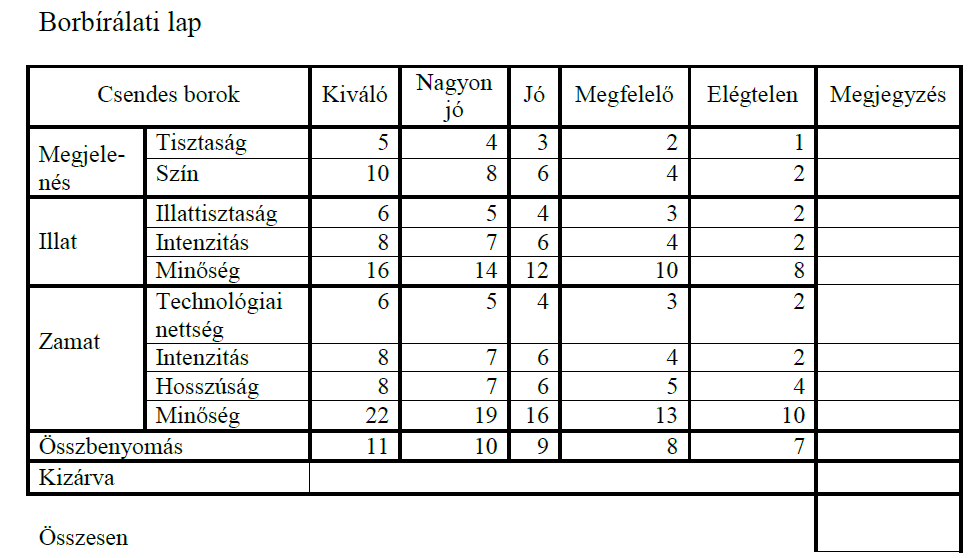 Borbírálati lap
Csendes borok Kiváló Nagyon jó Jó Megfelelő Elégtelen Megjegyzés
Megjele-
nés
Tisztaság 5 4 3 2 1
Szín 10 8 6 4 2
Illat
Illattisztaság 6 5 4 3 2
Intenzitás 8 7 6 4 2
Minőség 16 14 12 10 8
Zamat
Technológiai
nettség 6 5 4 3 2
Intenzitás 8 7 6 4 2
Hosszúság 8 7 6 5 4
Minőség 22 19 16 13 10
Összbenyomás 11 10 9 8 7
Kizárva
Összesen